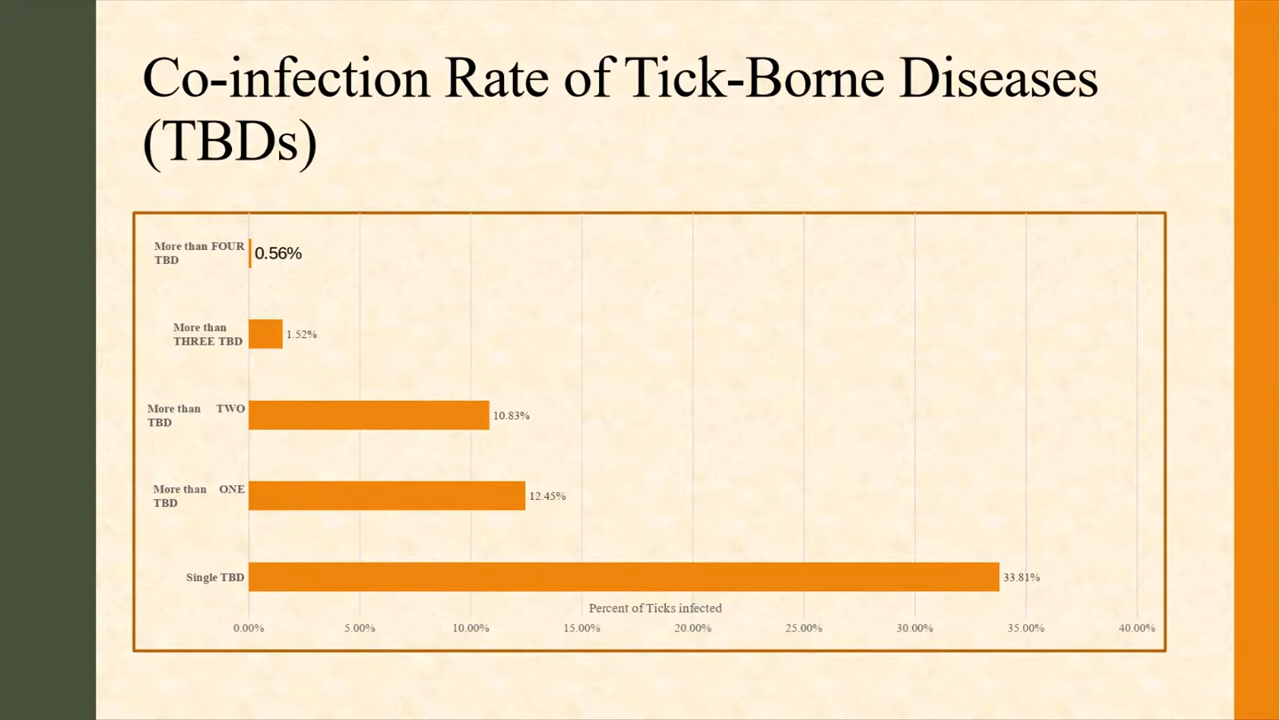 Co-infection Rate of Tick-Borne Diseases
(TBDs)
More than FOUR
TBD
0.56%
More than
THREE TBD
1.52%
More than TWO
TBD
10.83%
More than ONE
TBD
12.45%
Single TBD
33.81%
Percent of Ticks infected
0.00% 5.00% 10.00% 15.00% 20.00% 25.00% 30.00% 35.00% 40.00%